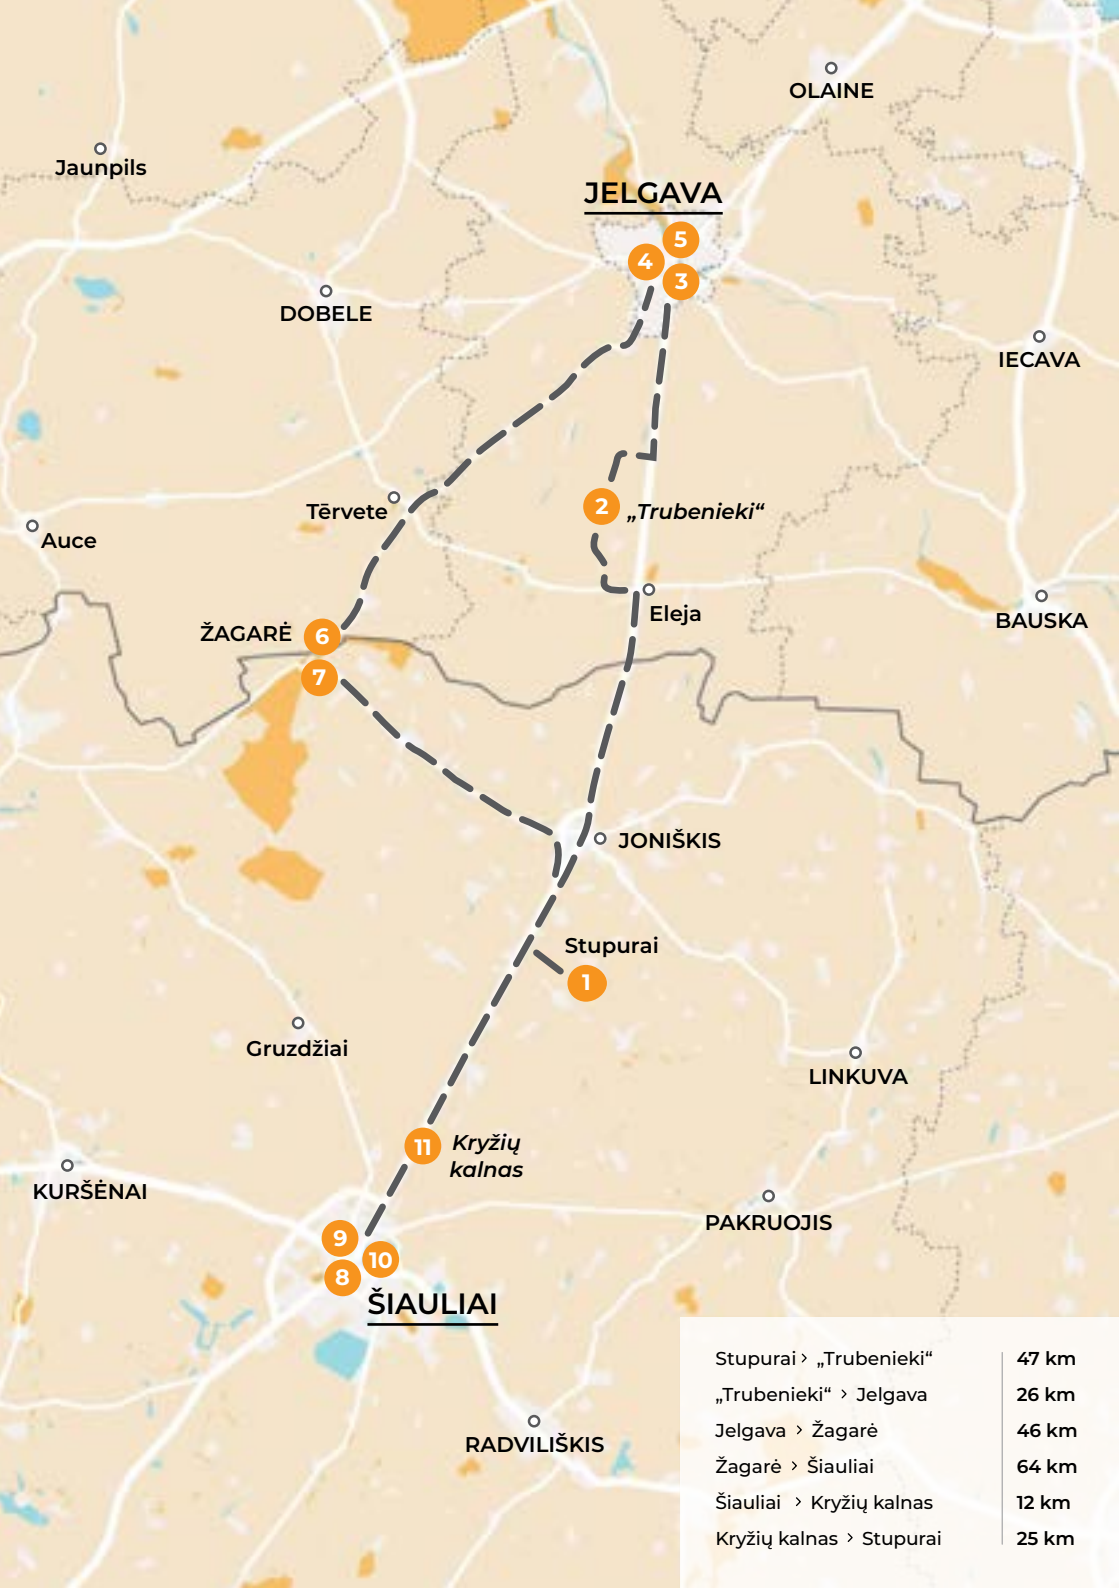 OLAINE
Jaunpils
JELGAVA
5
4
3
DOBELE
IECAVA
Tērvete
2 „Trubenieki“
Auce
Eleja
BAUSKA
ŽAGARĖ 6
7
JONIŠKIS
Stupurai
1
Gruzdžiai
LINKUVA
11 Kryžių
kalnas
KURŠĖNAI
PAKRUOJIS
9
10
8
ŠIAULIAI
RADVILIŠKIS
Stupurai › „Trubenieki“ 47 km
„Trubenieki“ › Jelgava 26 km
Jelgava › Žagarė 46 km
Žagarė › Šiauliai 64 km
Šiauliai › Kryžių kalnas 12 km
Kryžių kalnas › Stupurai 25 km